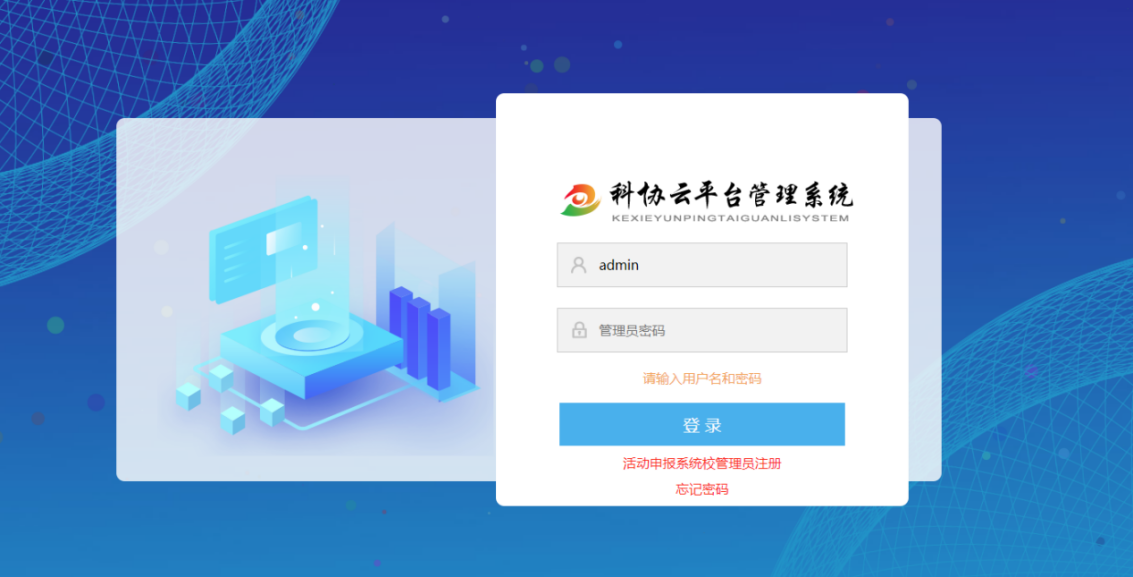 科协云平台管理系统
KEXIEYUNPINGTAIGUANLISYSTEM
admin
管理员密码
请输入用户名和密码
登 录
活动申报系统校管理员注册
忘记密码